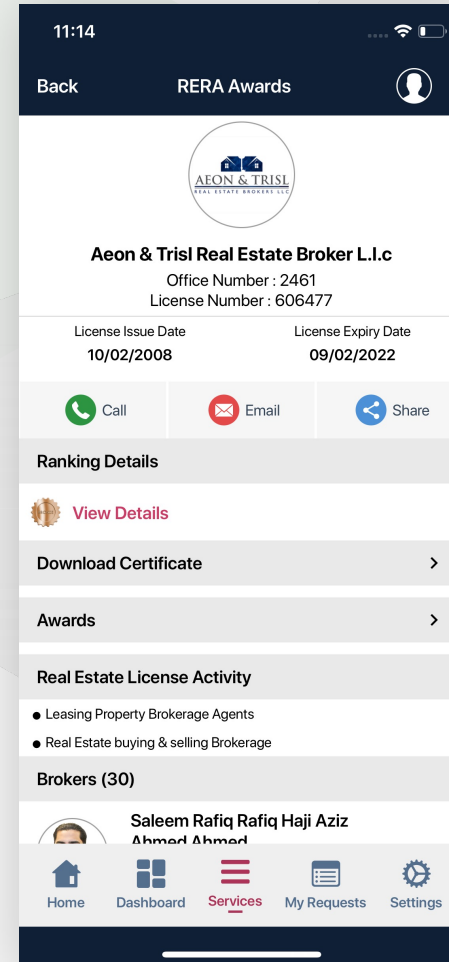 11:14
Back
RERA Awards
AEON & TRISL
REAL ESTATE BROKERS LLC
Aeon & Trisl Real Estate Broker L.l.c
Office Number : 2461
License Number : 606477
License Issue Date
License Expiry Date
10/02/2008
09/02/2022
Call
Email
Share
Ranking Details
View Details
Download Certificate
Awards
Real Estate License Activity
Leasing Property Brokerage Agents
Real Estate buying & selling Brokerage
Brokers (30)
Saleem Rafiq Rafiq Haji Aziz
Ahmed Ahmed
Home
Dashboard
Services
My Requests
Settings